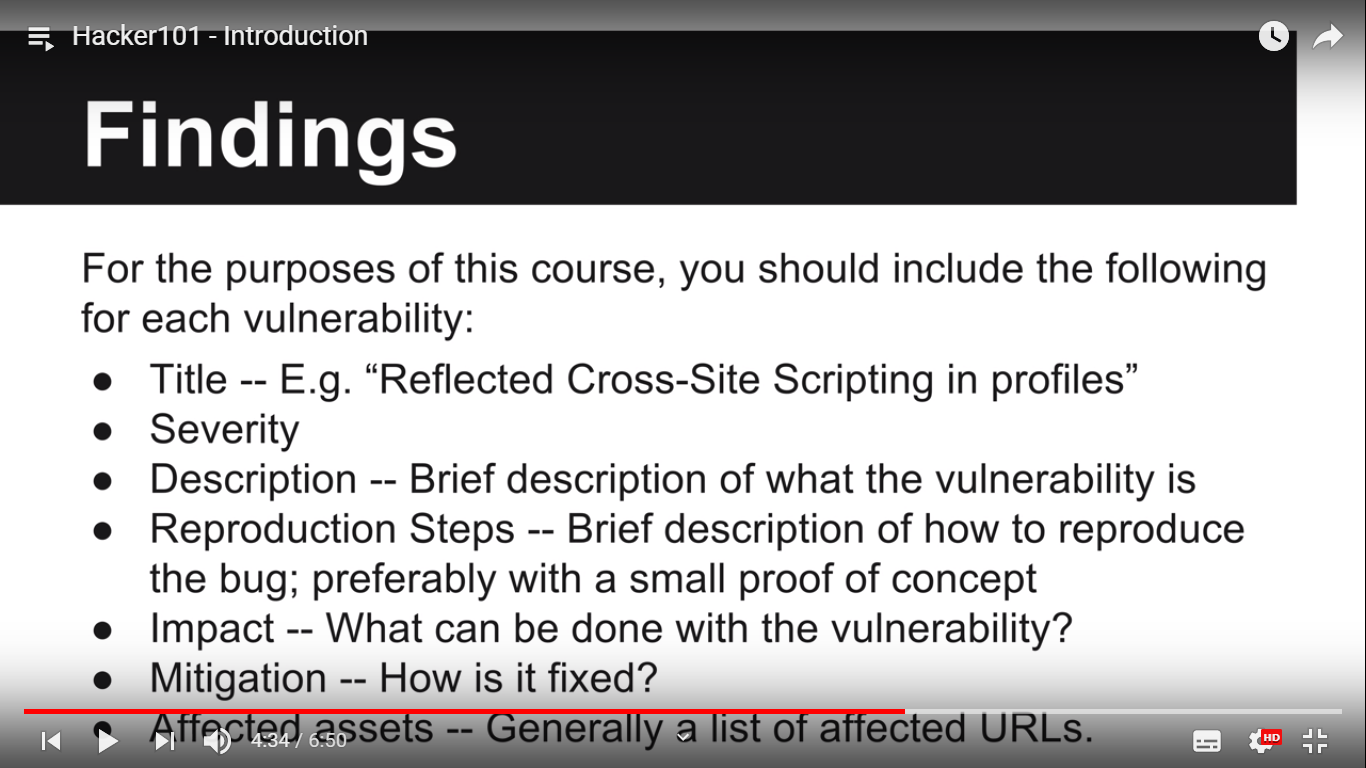 Hacker101 - Introduction
Findings
For the purposes of this course, you should include the following
for each vulnerability:
● Title -- E.g. “Reflected Cross-Site Scripting in profiles”
● Severity
● Description -- Brief description of what the vulnerability is
● Reproduction Steps -- Brief description of how to reproduce
the bug; preferably with a small proof of concept
● Impact -- What can be done with the vulnerability?
● Mitigation -- How is it fixed?
● Affected assets -- Generally a list of affected URLs.
4:34 / 6:50
HD